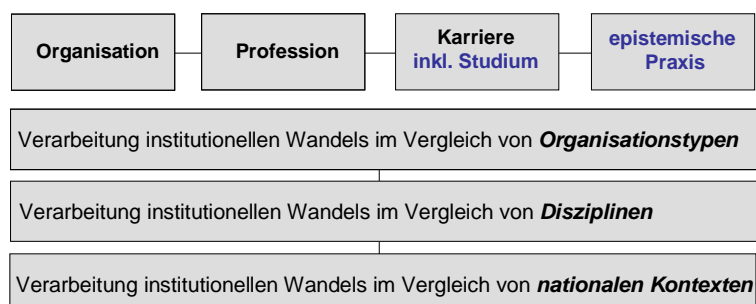 Organisation
Profession
Karriere
inkl. Studium
epistemische
Praxis
Verarbeitung institutionellen Wandels im Vergleich von Organisationstypen
Verarbeitung institutionellen Wandels im Vergleich von Disziplinen
Verarbeitung institutionellen Wandels im Vergleich von nationalen Kontexten